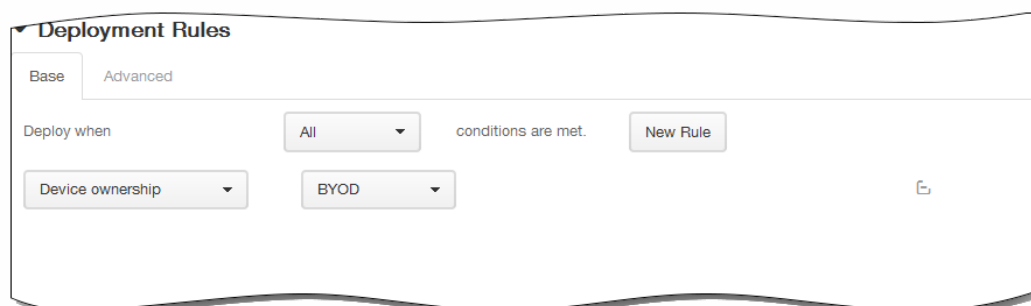 Deployment Rules
Base Advanced
Deploy when All conditions are met. New Rule
Device ownership BYOD